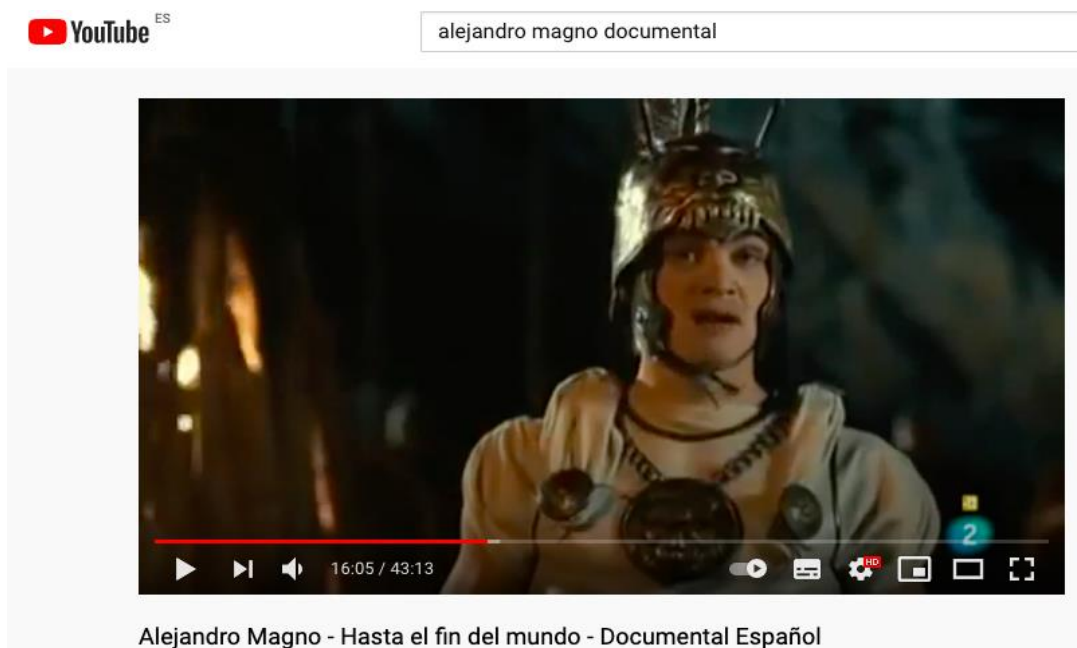 YouTube ES
alejandro magno documental
2
16:05 / 43:13
HD
Alejandro Magno - Hasta el fin del mundo - Documental Español